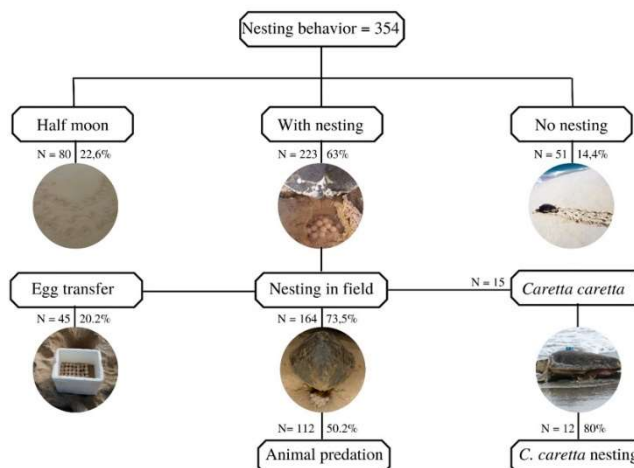 Nesting behavior = 354
Half moon
With nesting
No nesting
N = 80 22,6%
N = 223 63%
N = 51 14,4%
Egg transfer
Nesting in field
N = 15
Caretta caretta
N = 45 20.2%
N = 164 73,5%
N= 112 50.2%
N = 12 80%
Animal predation
C. caretta nesting